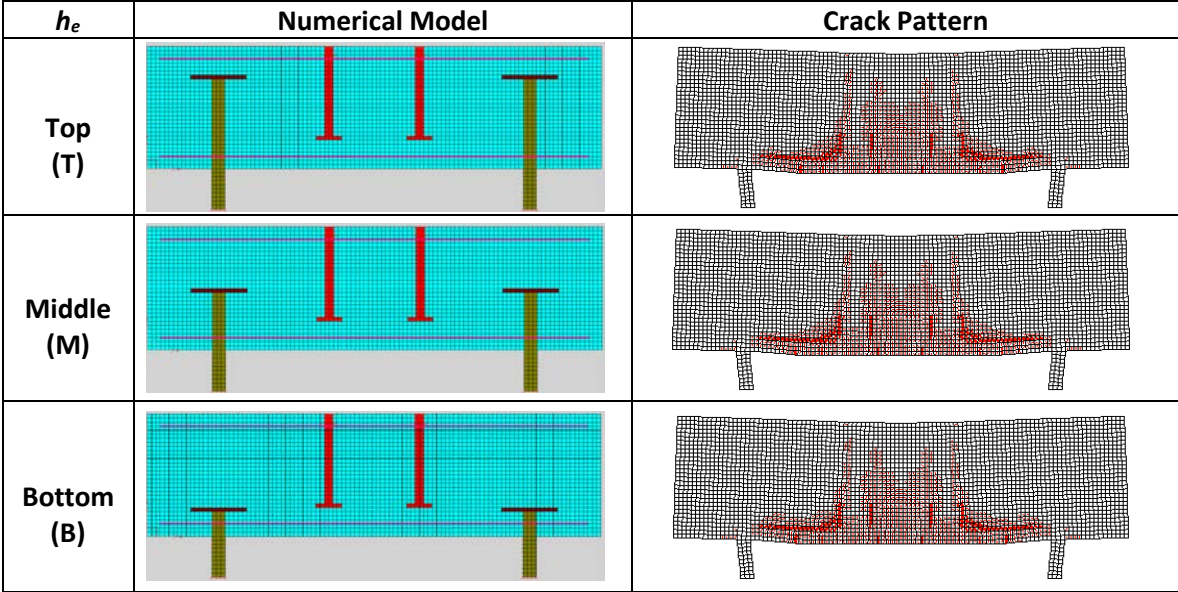 he Numerical Model Crack Pattern
Top
(T)
Middle
(M)
Bottom
(B)